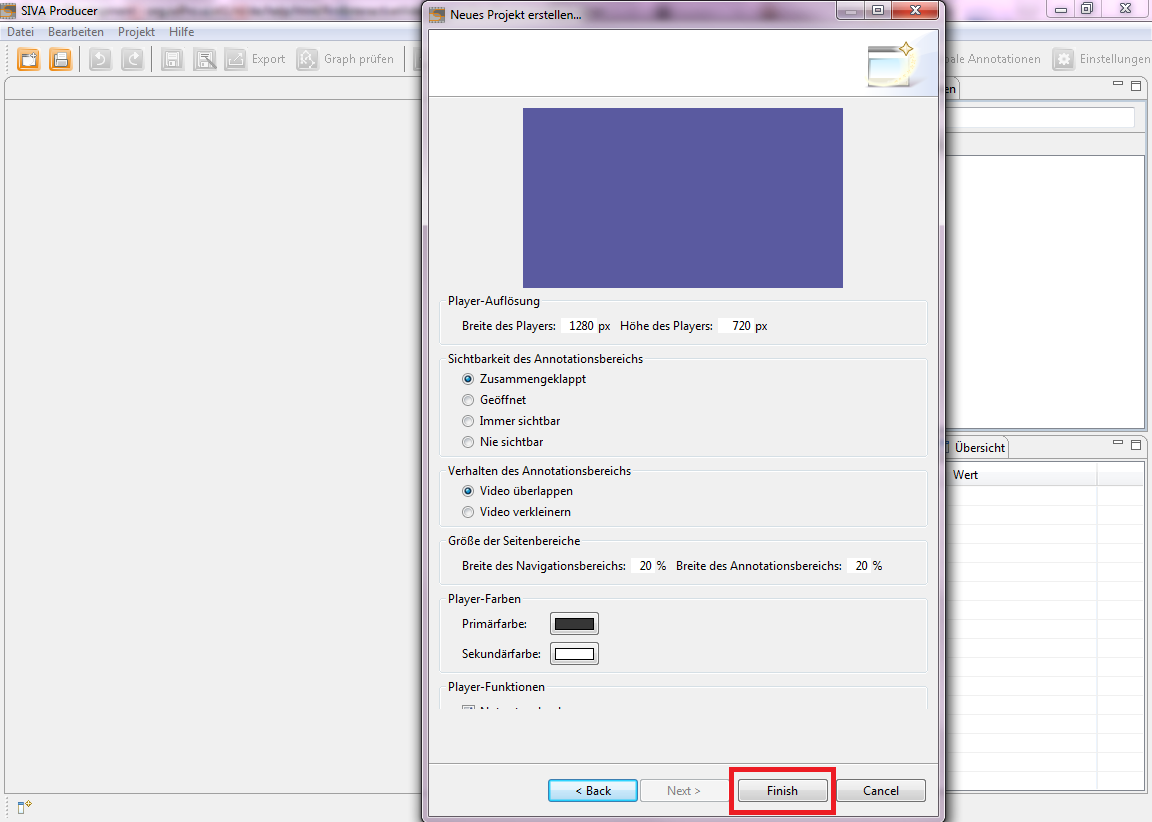 SIVA Producer
Datei Bearbeiten Projekt Hilfe
Export Graph prüfen
Neues Projekt erstellen...
Annotationen Einstellungen
Player-Auflösung
Breite des Players: 1280 px Höhe des Players: 720 px
Sichtbarkeit des Annotationsbereichs
Zusammengeklappt
Geöffnet
Immer sichtbar
Nie sichtbar
Verhalten des Annotationsbereichs
Video überlappen
Video verkleinern
Größe der Seitenbereiche
Breite des Navigationsbereichs: 20 % Breite des Annotationsbereichs: 20 %
Player-Farben
Primärfarbe:
Sekundärfarbe:
Player-Funktionen
< Back Next > Finish Cancel
Übersicht
Wert